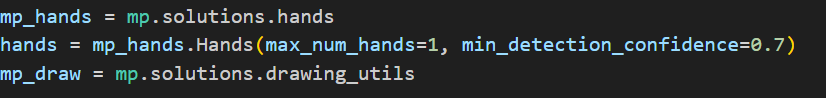 mp_hands = mp.solutions.hands
hands = mp_hands.Hands(max_num_hands=1, min_detection_confidence=0.7)
mp_draw = mp.solutions.drawing_utils